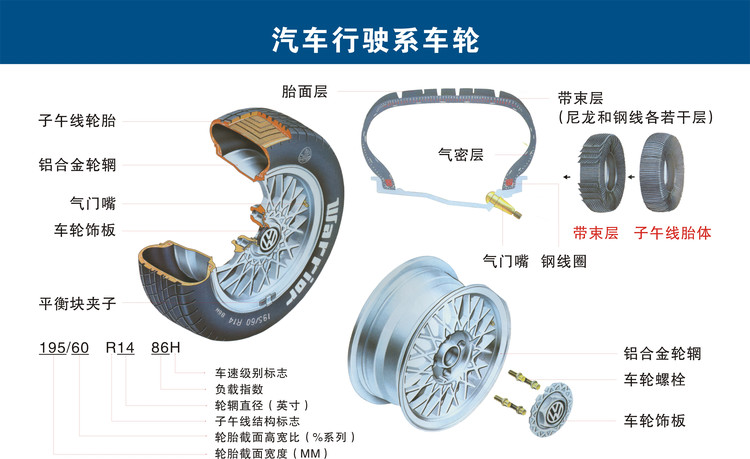 汽车行驶系车轮
胎面层
带束层
(尼龙和钢线各若干层)
子午线轮胎
气密层
铝合金轮辋
气门嘴
车轮饰板
带束层
子午线胎体
气门嘴
钢线圈
平衡块夹子
Warrior
195/60 R14 86H
195/60 R14 86H
车速级别标志
负载指数
轮辋直径(英寸)
子午线结构标志
轮胎截面高宽比(%系列)
轮胎截面宽度(MM)
铝合金轮辋
车轮螺栓
车轮饰板